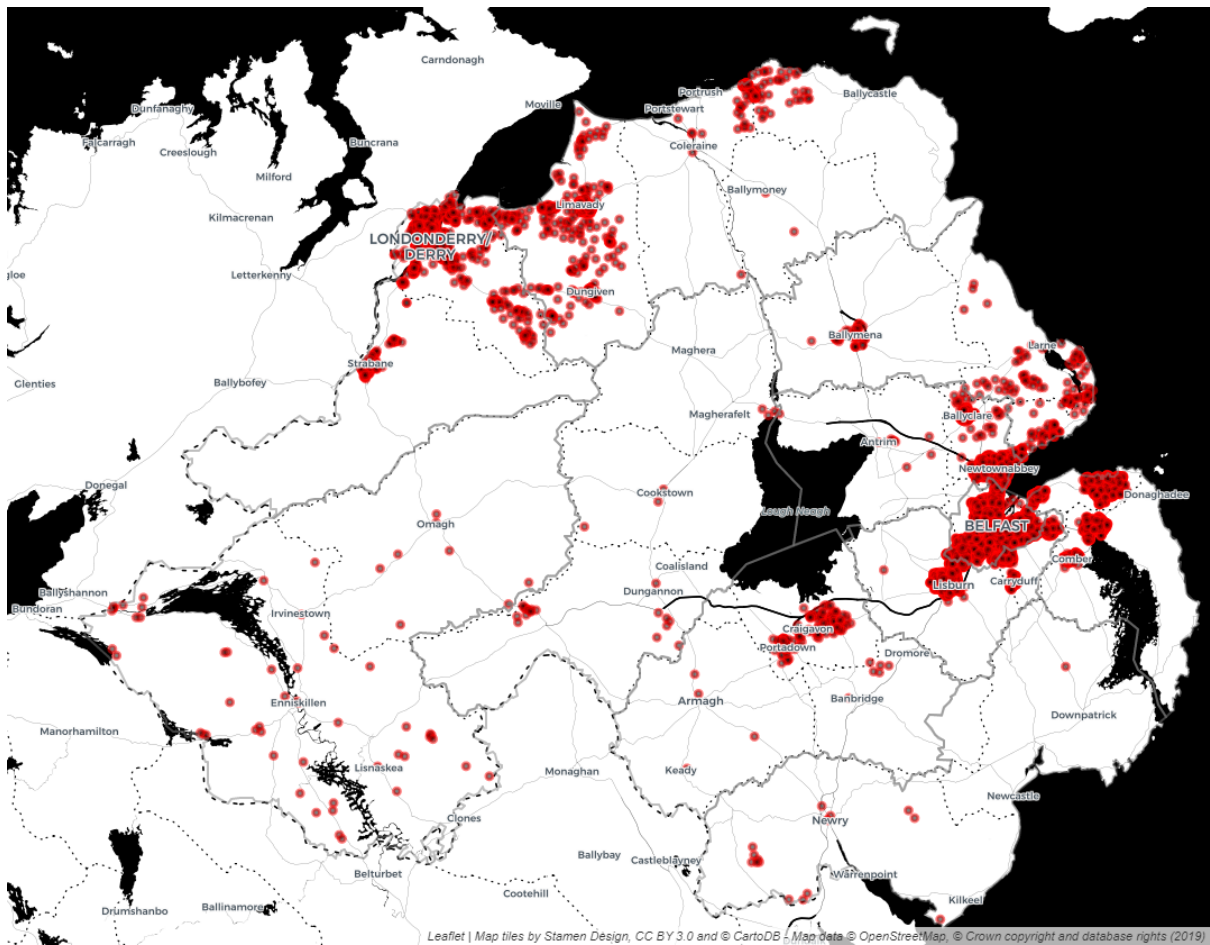 Carndonagh
Portrush
Ballycastle
Moville
Portstewart
Dunfanaghy
Falcarragh
Buncrana
Coleraine
Creeslough
Milford
Ballymoney
Limavady
Kilmacrenan
LONDONDERRY/
DERRY
Letterkenny
gloe
Dungiven
Ballymena
Larne
Maghera
Strabane
Glenties
Ballybofey
Magherafelt
Ballyclare
Antrim
Newtownabbey
Donegal
Cookstown
Donaghadee
Lough Neagh
Omagh
BELFAST
Comber
Coalisland
Carryduff
Lisburn
Ballyshannon
Dungannon
Bundoran
Irvinestown
Craigavon
Portadown
Dromore
Enniskillen
Armagh
Banbridge
Downpatrick
Manorhamilton
Lisnaskea
Monaghan
Keady
Newcastle
Clones
Newry
Ballybay
Castleblayney
Belturbet
Warrenpoint
Cootehill
Kilkeel
Drumshanbo
Ballinamore
Leaflet | Map tiles by Stamen Design, CC BY 3.0 and © CartoDB - Map data © OpenStreetMap, © Crown copyright and database rights (2019)